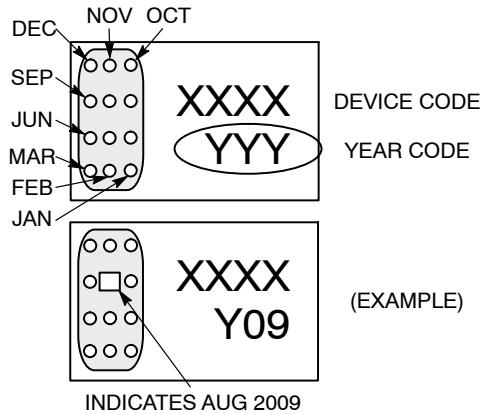 DEC NOV OCT
SEP
JUN
MAR
FEB
JAN
XXXX
DEVICE CODE
YYY
YEAR CODE
XXXX
Y09
(EXAMPLE)
INDICATES AUG 2009